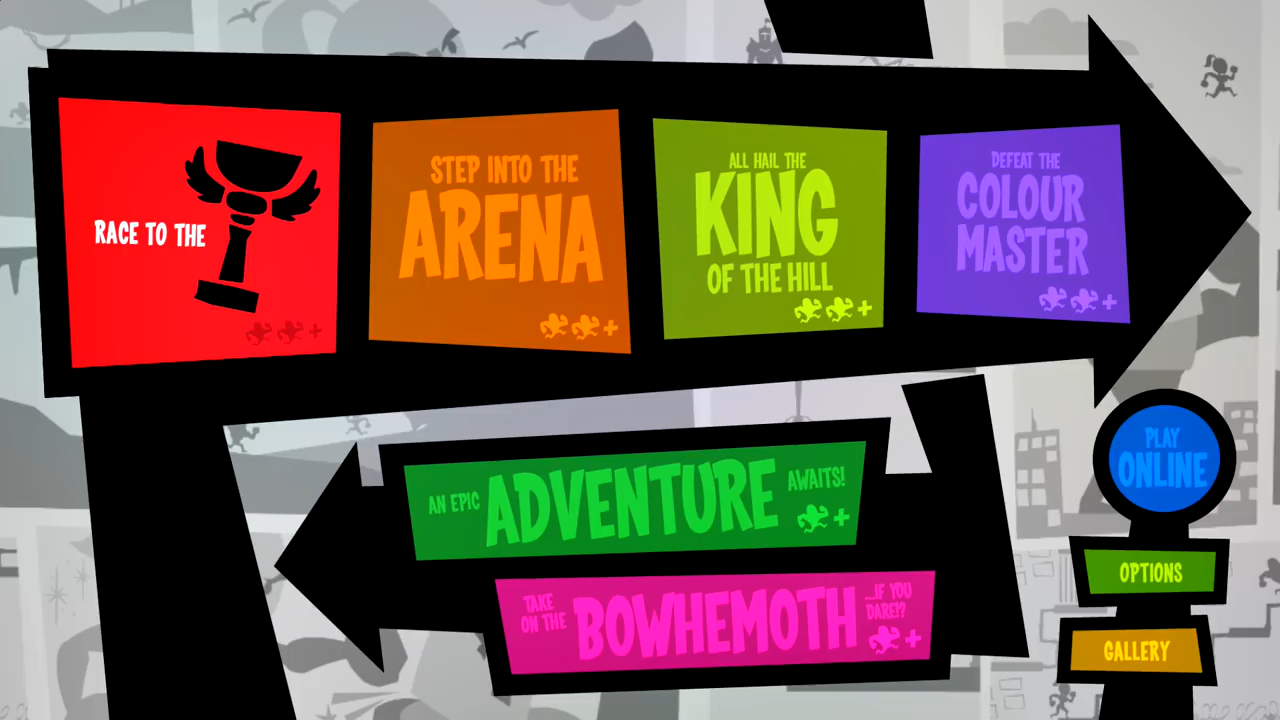 RACE TO THE
STEP INTO THE
ARENA
ALL HAIL THE
KING
OF THE HILL
DEFEAT THE
COLOUR
MASTER
AN EPIC ADVENTURE AWAITS!
TAKE
ON THE
BOWHEMOTH
...IF YOU
DARE!?
PLAY
ONLINE
OPTIONS
GALLERY